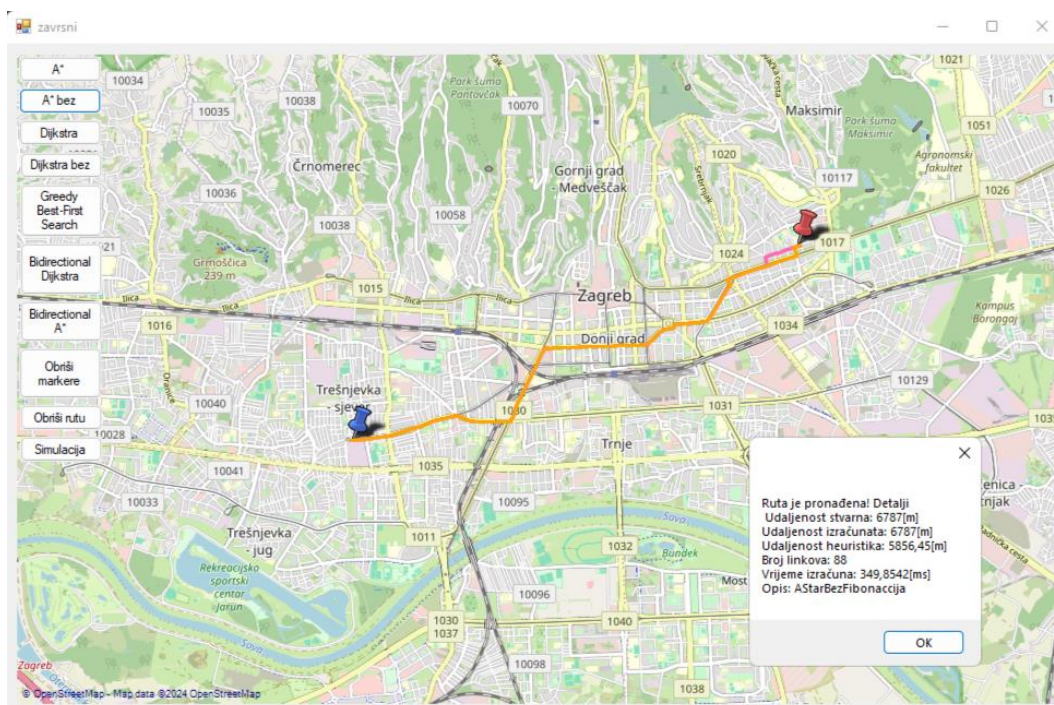 zavrsni
A*
A* bez
Dijkstra
Dijkstra bez
Greedy
Best-First
Search
Bidirectional
Dijkstra
Bidirectional
A*
Obriši
markere
Obriši rutu
Simulacija
10034
10038
10035
Park šuma
Pantovčak
10070
Maksimir
1021
Park šuma
Maksimir
1051
Črnomerec
Gornji grad
- Medveščak
1020
Srebrnjak
10117
Agronomski
fakultet
1026
10036
10038
10058
Grmoščica
239 m
1024
1017
1015
Ilica
Ilica
Ilica
Zagreb
Kampus
Borongaj
1016
1034
Donji grad
Oranice
Trešnjevka
- sjever
10129
10040
1030
1031
10028
Trnje
1035
10041
10033
10095
Trešnjevka
- jug
1011
Sava
1032
Bundek
Sava
Rekreacijsko
sportski
centar
Jarun
10096
Most
1030
1037
1040
10098
1038
Zagreb
© OpenStreetMap - Map data ©2024 OpenStreetMap
Ruta je pronađena! Detalji
Udaljenost stvarna: 6787[m]
Udaljenost izračunata: 6787[m]
Udaljenost heuristika: 5856,45[m]
Broj linkova: 88
Vrijeme izračuna: 349,8542[ms]
Opis: AStarBezFibonaccija
OK